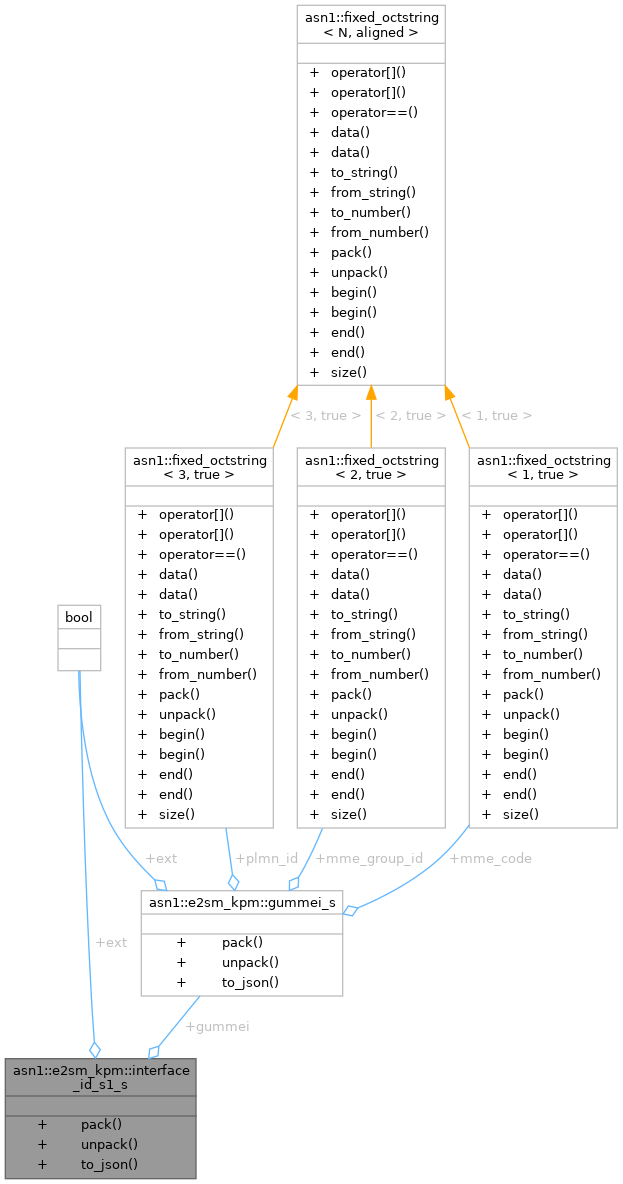 asn1::fixed_octstring
< N, aligned >
+ operator[]()
+ operator[]()
+ operator==()
+ data()
+ data()
+ to_string()
+ from_string()
+ to_number()
+ from_number()
+ pack()
+ unpack()
+ begin()
+ begin()
+ end()
+ end()
+ size()
< 3, true >
< 2, true >
< 1, true >
asn1::fixed_octstring
< 3, true >
+ operator[]()
+ operator[]()
+ operator==()
+ data()
+ data()
+ to_string()
+ from_string()
+ to_number()
+ from_number()
+ pack()
+ unpack()
+ begin()
+ begin()
+ end()
+ end()
+ size()
asn1::fixed_octstring
< 2, true >
+ operator[]()
+ operator[]()
+ operator==()
+ data()
+ data()
+ to_string()
+ from_string()
+ to_number()
+ from_number()
+ pack()
+ unpack()
+ begin()
+ begin()
+ end()
+ end()
+ size()
asn1::fixed_octstring
< 1, true >
+ operator[]()
+ operator[]()
+ operator==()
+ data()
+ data()
+ to_string()
+ from_string()
+ to_number()
+ from_number()
+ pack()
+ unpack()
+ begin()
+ begin()
+ end()
+ end()
+ size()
bool
+ext
+plmn_id
+mme_group_id
+mme_code
asn1::e2sm_kpm::gummei_s
+ pack()
+ unpack()
+ to_json()
+ext
+gummei
asn1::e2sm_kpm::interface
_id_s1_s
+ pack()
+ unpack()
+ to_json()